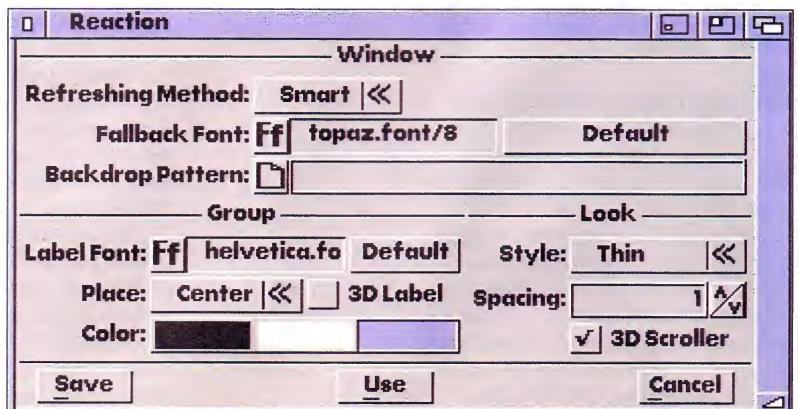 Reaction
Window
Refreshing Method: Smart
Fallback Font: Ff topaz.font/8 Default
Backdrop Pattern:
Group
Look
Label Font: Ff helvetica.fo Default
Style: Thin
Place: Center 3D Label
Spacing: 1
Color:
3D Scroller
Save Use Cancel